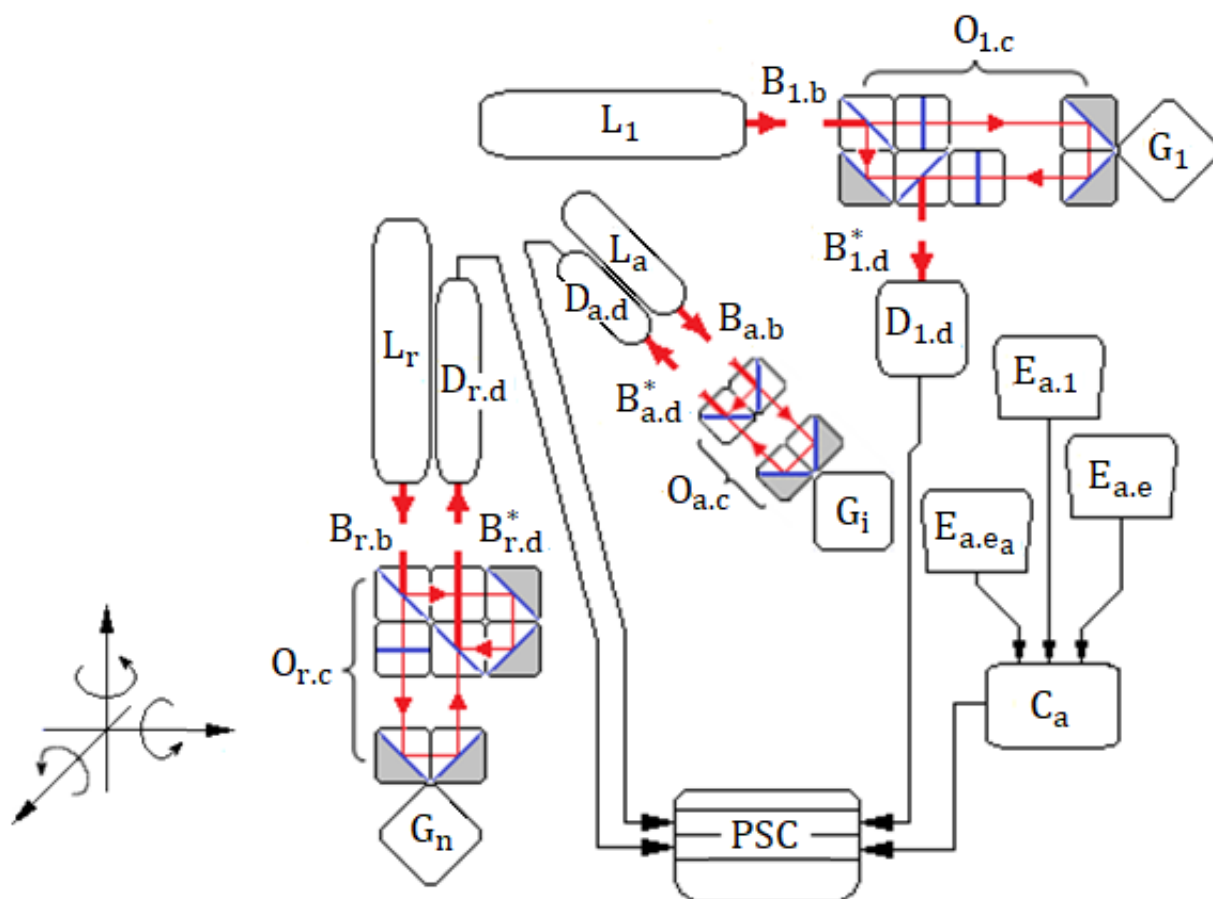 O₁.c
B₁.b
L₁
G₁
B*₁.d
Lₐ
Dₐ.d
Bₐ.b
D₁.d
Lᵣ
Dᵣ.d
Eₐ.₁
B*ₐ.d
Eₐ.e
Oₐ.c
Gᵢ
Eₐ.eₐ
Bᵣ.b
B*ᵣ.d
Oᵣ.c
Cₐ
Gₙ
PSC